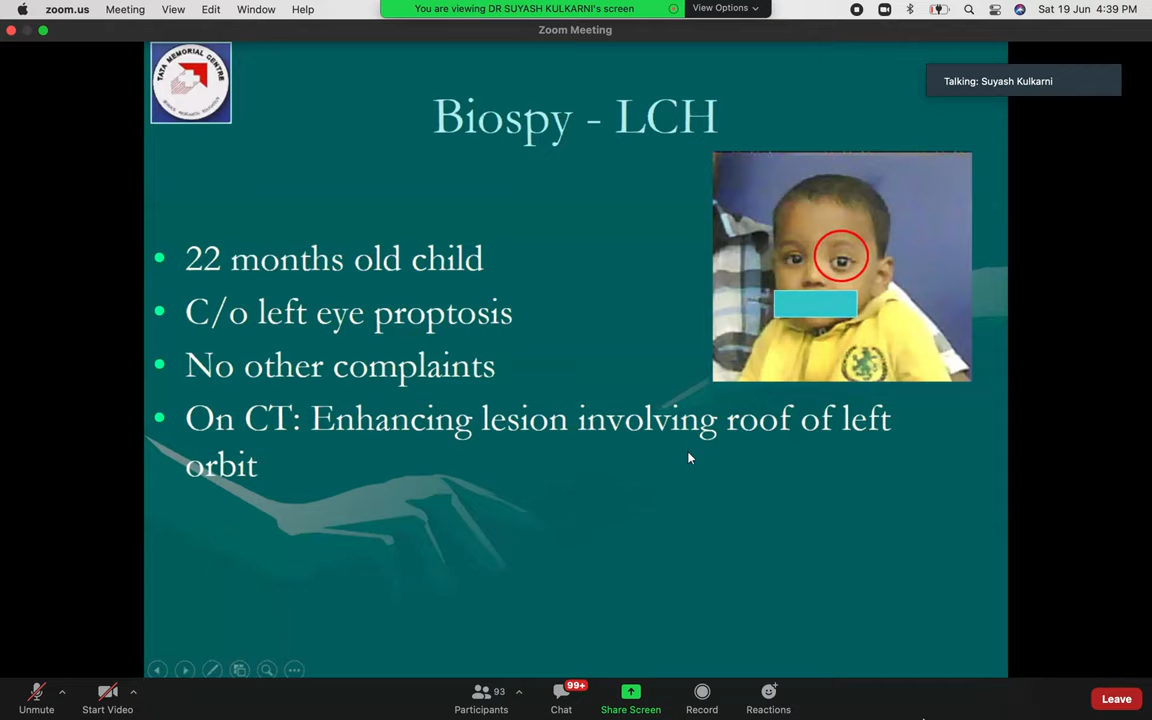 zoom.us Meeting View Edit Window Help
You are viewing DR SUYASH KULKARNI's screen
View Options
Sat 19 Jun 4:39 PM
Zoom Meeting
TATA MEMORIAL CENTRE
Talking: Suyash Kulkarni
Biospy - LCH
• 22 months old child
• C/o left eye proptosis
• No other complaints
• On CT: Enhancing lesion involving roof of left
orbit
93
99+
Unmute
Start Video
Participants
Chat
Share Screen
Record
Reactions
Leave